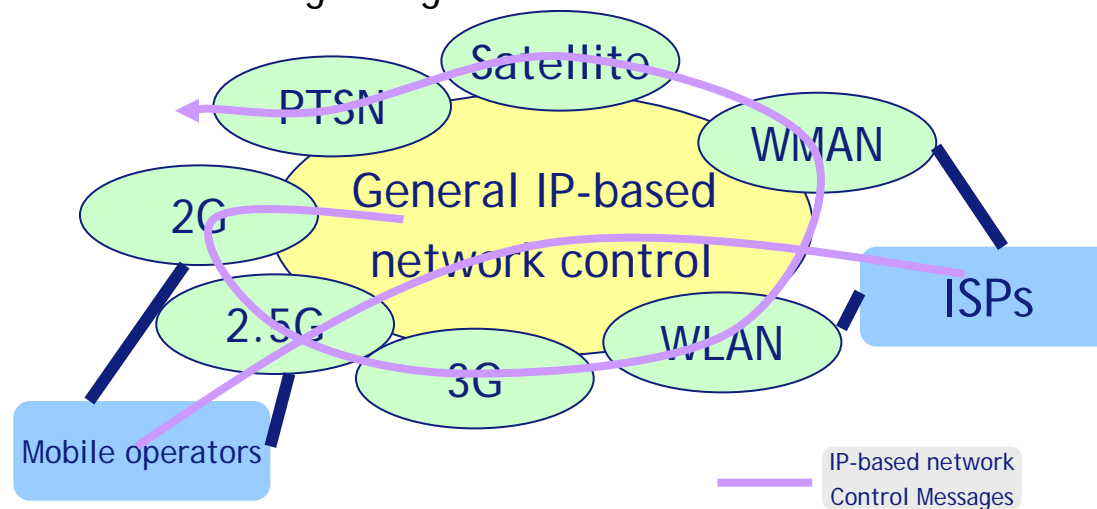 Satellite
PTSN
WMAN
General IP-based
2G
network control
ISPs
2.5G
WLAN
3G
Mobile operators
IP-based network
Control Messages